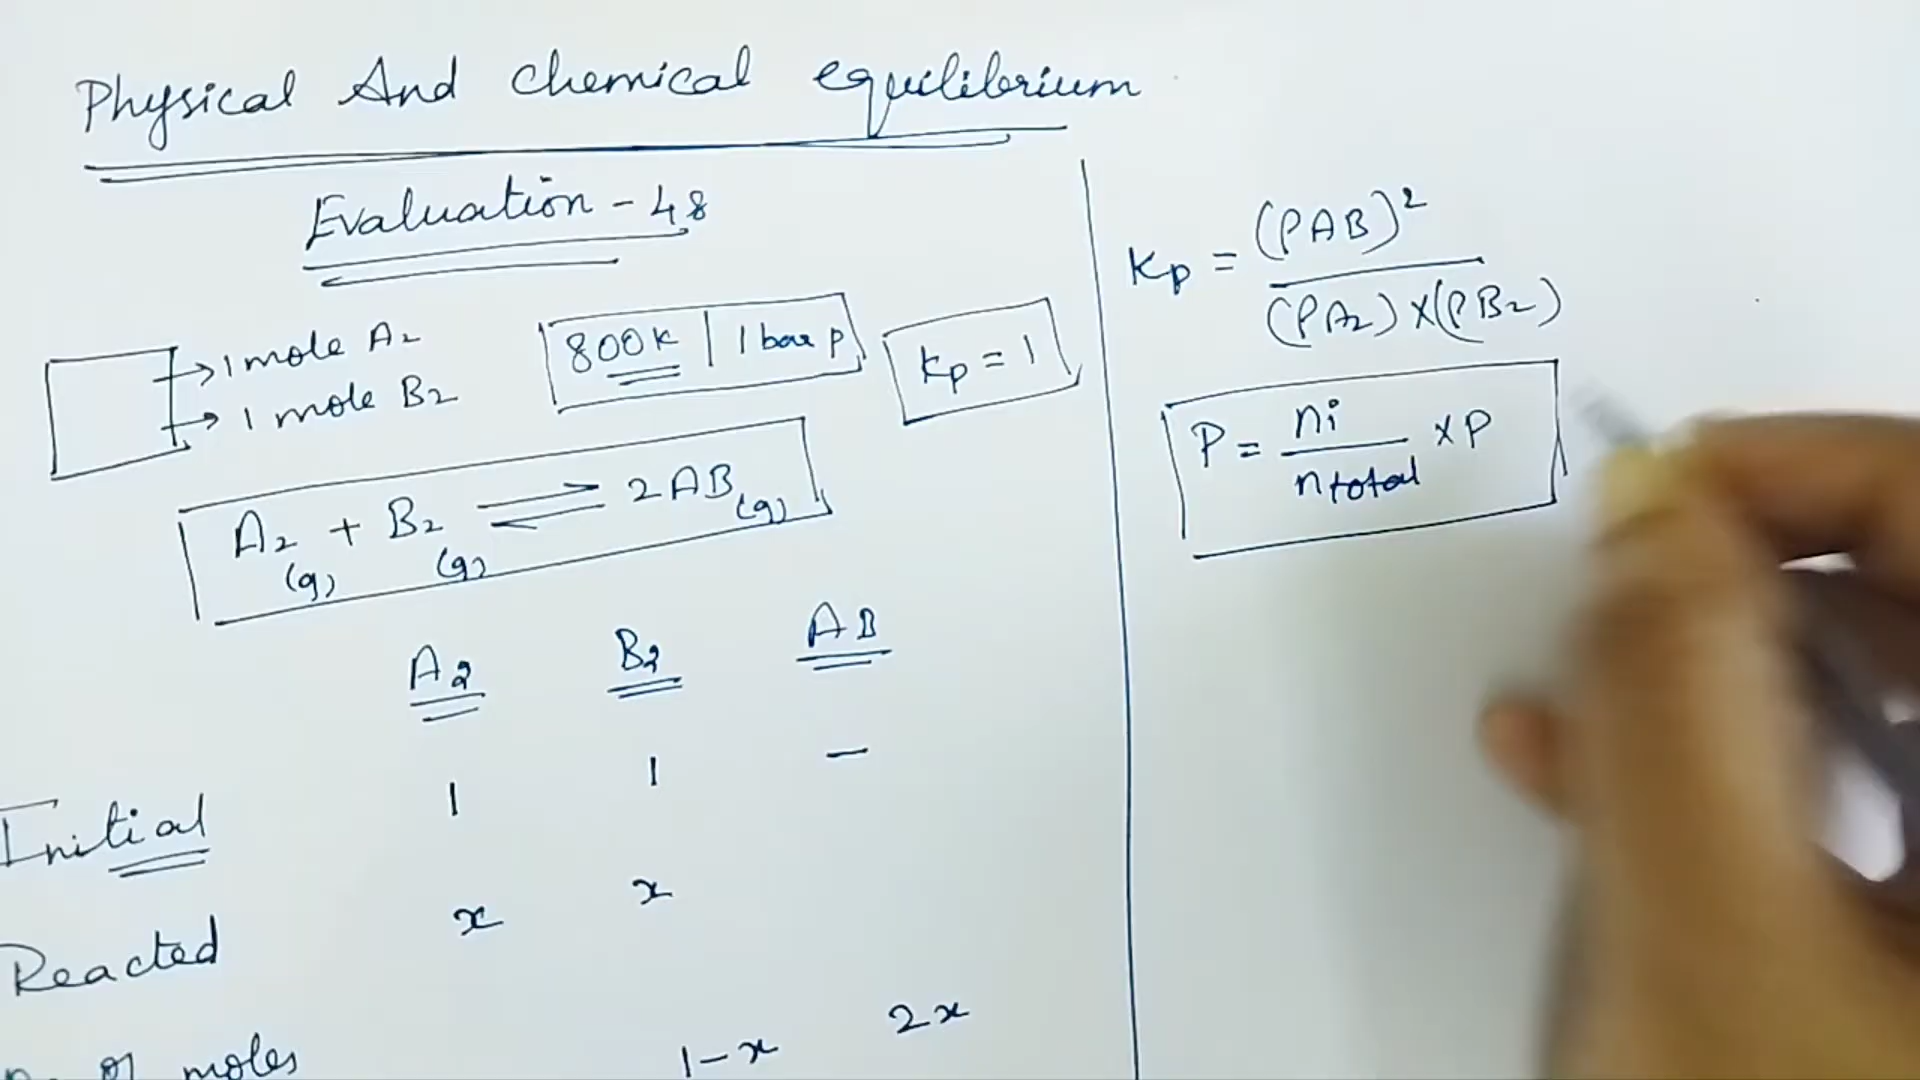 Physical And chemical equilibrium
Evaluation - 48
→ 1 mole A₂
→ 1 mole B₂
800K | 1 bar p
Kp = 1
A₂(g) + B₂(g) ⇌ 2AB(g)
A₂ B₂ AB
Initial 1 1 –
Reacted x x
of moles 1-x 2x
Kp = (PAB)² / (PA₂)×(PB₂)
P = ni / ntotal × P